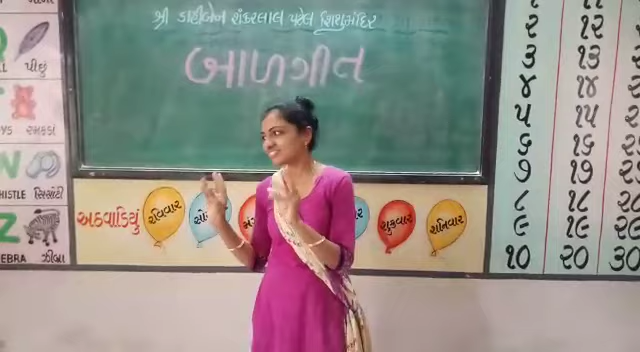 શ્રી ડાહીબેન શંકરલાલ પટેલ શિશુમંદિર
બાળગીત
પીંછું
રમકડાં
WHISTLE સિસોટી
ZEBRA ઝીબ્રા
અઠવાડિયું
રવિવાર
શુક્રવાર
શનિવાર
૧
૨ ૧૨
૩ ૧૩
૪ ૧૪
૫ ૧૫
૬ ૧૬
૭ ૧૭
૮ ૧૮
૯ ૧૯
૧૦ ૨૦ ૩૦